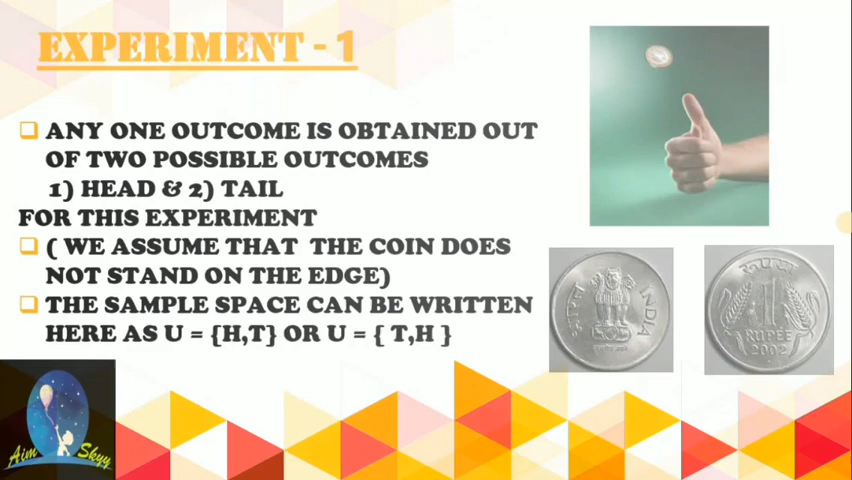 EXPERIMENT - 1
ANY ONE OUTCOME IS OBTAINED OUT
OF TWO POSSIBLE OUTCOMES
1) HEAD & 2) TAIL
FOR THIS EXPERIMENT
( WE ASSUME THAT THE COIN DOES
NOT STAND ON THE EDGE)
THE SAMPLE SPACE CAN BE WRITTEN
HERE AS U = {H,T} OR U = { T,H }
भारत
INDIA
रुपया
1
RUPEE
2002
Aim Skyy